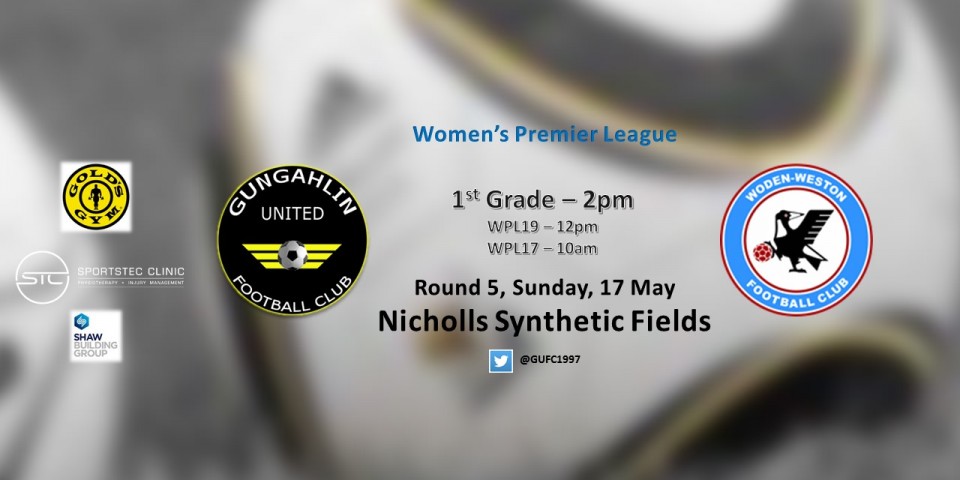 Women's Premier League
GOLD'S
GYM
GUNGAHLIN
UNITED
FOOTBALL CLUB
1st Grade – 2pm
WPL19 – 12pm
WPL17 – 10am
WODEN-WESTON
FOOTBALL CLUB
STC
SPORTSTEC CLINIC
PHYSIOTHERAPY + INJURY MANAGEMENT
Round 5, Sunday, 17 May
Nicholls Synthetic Fields
SHAW
BUILDING
GROUP
@GUFC1997